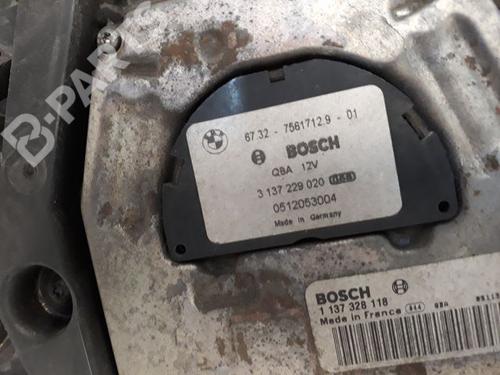 B-PARTS
67.32 - 7561712.9 - 01
BOSCH
QBA 12V
3 137 229 020
0512053004
Made in Germany
BOSCH
1 137 328 118
Made in France